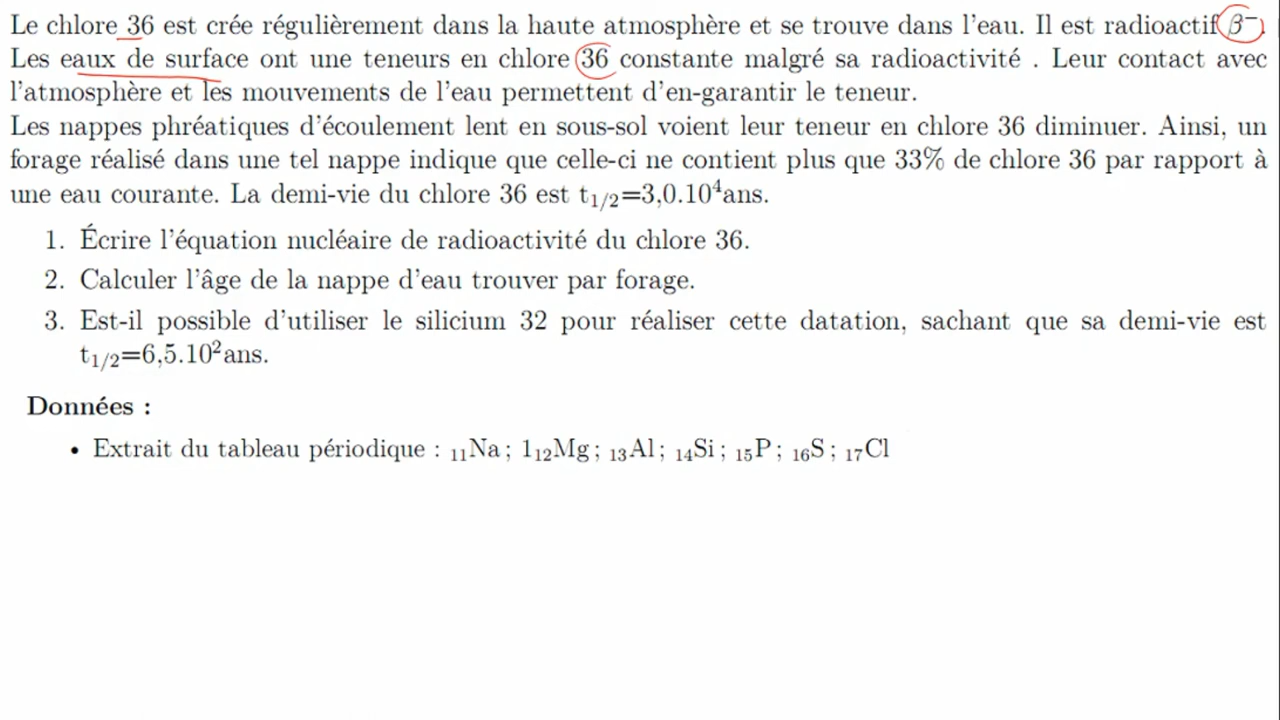 Le chlore 36 est crée régulièrement dans la haute atmosphère et se trouve dans l'eau. Il est radioactif β⁻).
Les eaux de surface ont une teneurs en chlore 36 constante malgré sa radioactivité . Leur contact avec
l'atmosphère et les mouvements de l'eau permettent d'en-garantir le teneur.
Les nappes phréatiques d'écoulement lent en sous-sol voient leur teneur en chlore 36 diminuer. Ainsi, un
forage réalisé dans une tel nappe indique que celle-ci ne contient plus que 33% de chlore 36 par rapport à
une eau courante. La demi-vie du chlore 36 est t₁/₂=3,0.10⁴ans.
1. Écrire l'équation nucléaire de radioactivité du chlore 36.
2. Calculer l'âge de la nappe d'eau trouver par forage.
3. Est-il possible d'utiliser le silicium 32 pour réaliser cette datation, sachant que sa demi-vie est
t₁/₂=6,5.10²ans.
Données :
• Extrait du tableau périodique : ₁₁Na ; 1₁₂Mg ; ₁₃Al ; ₁₄Si ; ₁₅P ; ₁₆S ; ₁₇Cl